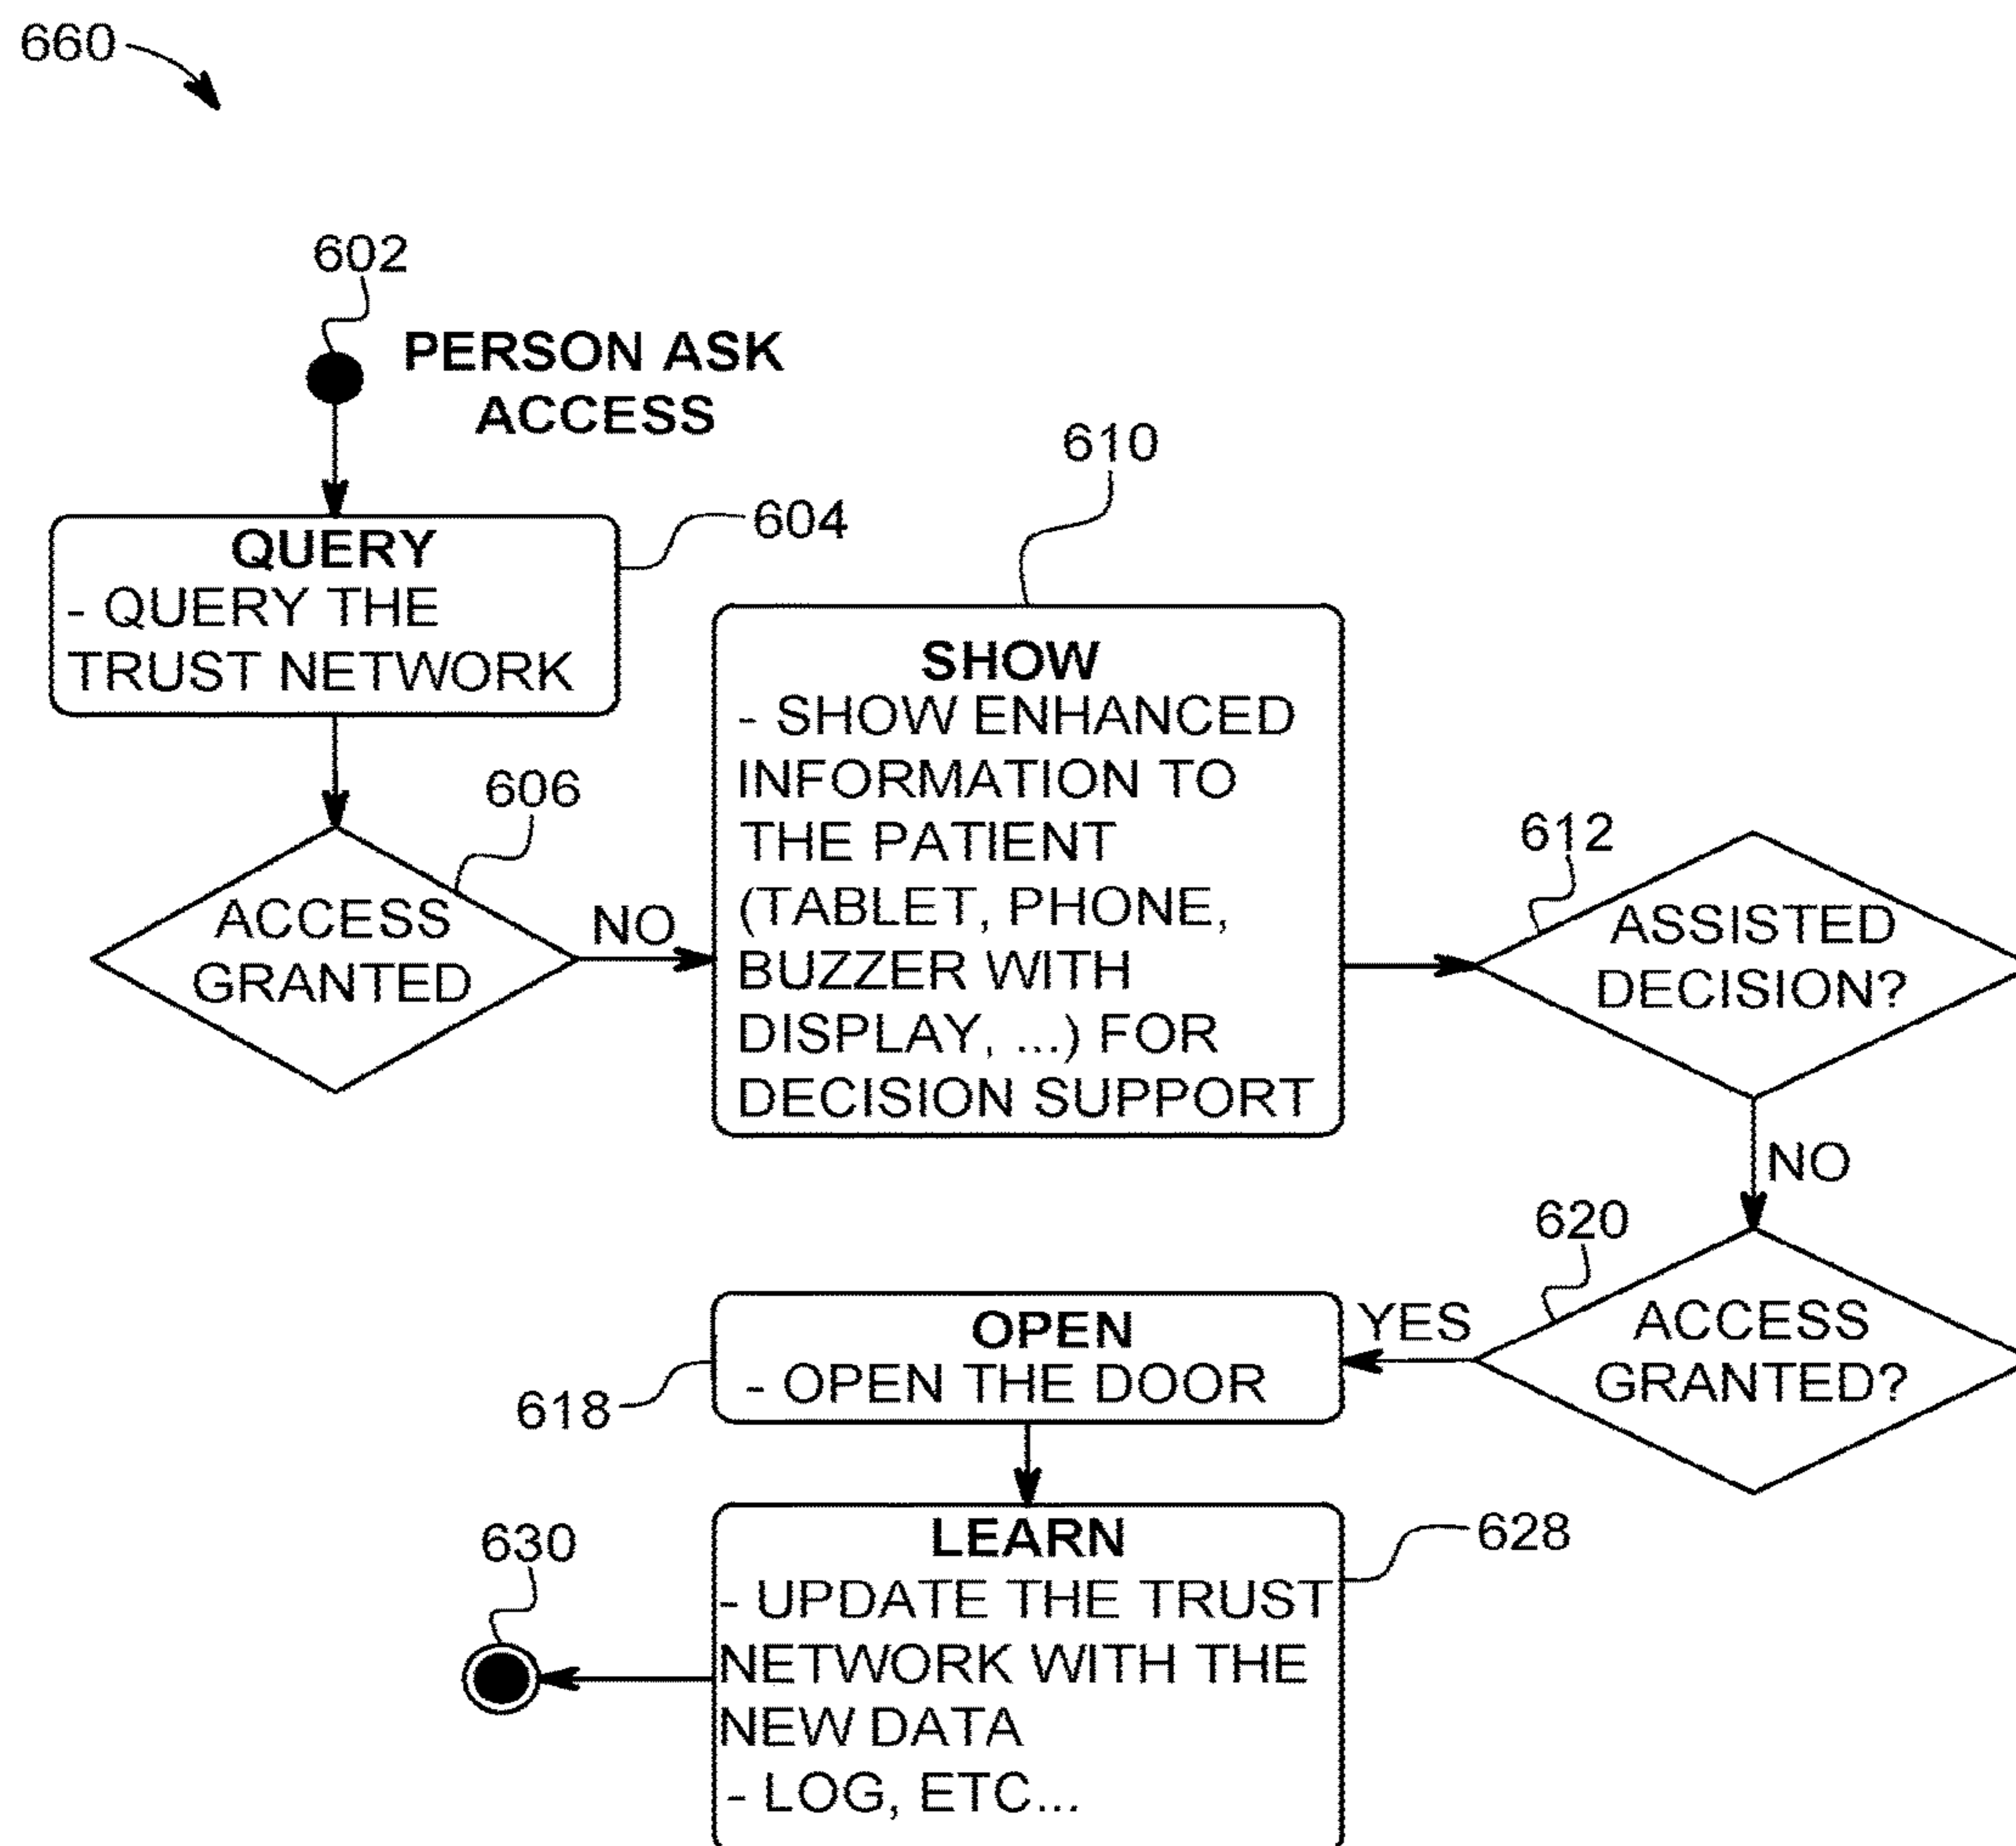 660
602
PERSON ASK
ACCESS
604
QUERY
- QUERY THE
TRUST NETWORK
606
ACCESS
GRANTED
NO
610
SHOW
- SHOW ENHANCED
INFORMATION TO
THE PATIENT
(TABLET, PHONE,
BUZZER WITH
DISPLAY, ...) FOR
DECISION SUPPORT
612
ASSISTED
DECISION?
NO
620
ACCESS
GRANTED?
YES
OPEN
- OPEN THE DOOR
618
LEARN
- UPDATE THE TRUST
NETWORK WITH THE
NEW DATA
- LOG, ETC...
628
630